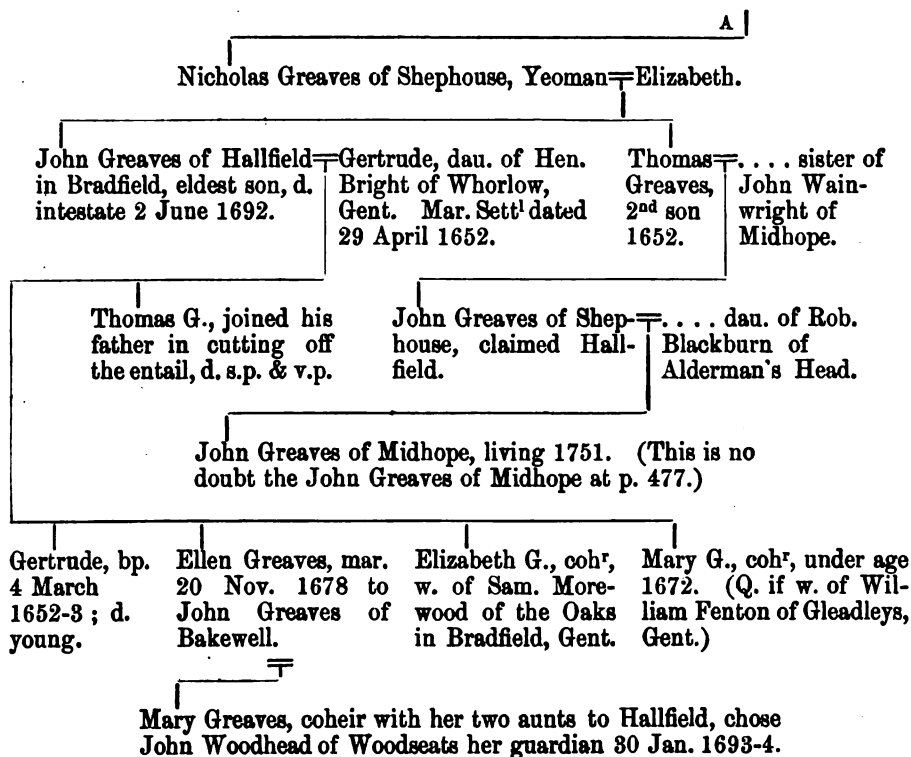 A
Nicholas Greaves of Shephouse, Yeoman Elizabeth.
John Greaves of Hallfield
in Bradfield, eldest son, d.
intestate 2 June 1692.
Gertrude, dau. of Hen.
Bright of Whorlow,
Gent. Mar. Settˡ dated
29 April 1652.
Thomas
Greaves,
2ⁿᵈ son
1652.
. . . . sister of
John Wain-
wright of
Midhope.
Thomas G., joined his
father in cutting off
the entail, d. s.p. & v.p.
John Greaves of Shep-
house, claimed Hall-
field.
. . . . dau. of Rob.
Blackburn of
Alderman's Head.
John Greaves of Midhope, living 1751. (This is no
doubt the John Greaves of Midhope at p. 477.)
Gertrude, bp.
4 March
1652-3 ; d.
young.
Ellen Greaves, mar.
20 Nov. 1678 to
John Greaves of
Bakewell.
Elizabeth G., cohʳ,
w. of Sam. More-
wood of the Oaks
in Bradfield, Gent.
Mary G., cohʳ, under age
1672. (Q. if w. of Wil-
liam Fenton of Gleadleys,
Gent.)
Mary Greaves, coheir with her two aunts to Hallfield, chose
John Woodhead of Woodseats her guardian 30 Jan. 1693-4.